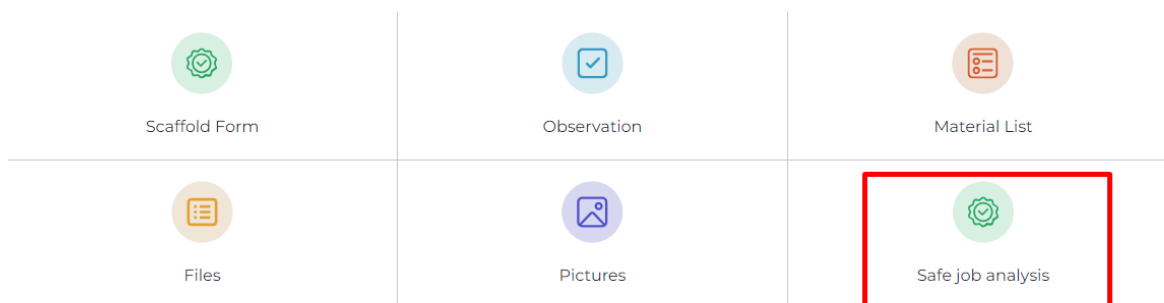 Scaffold Form
Observation
Material List
Files
Pictures
Safe job analysis